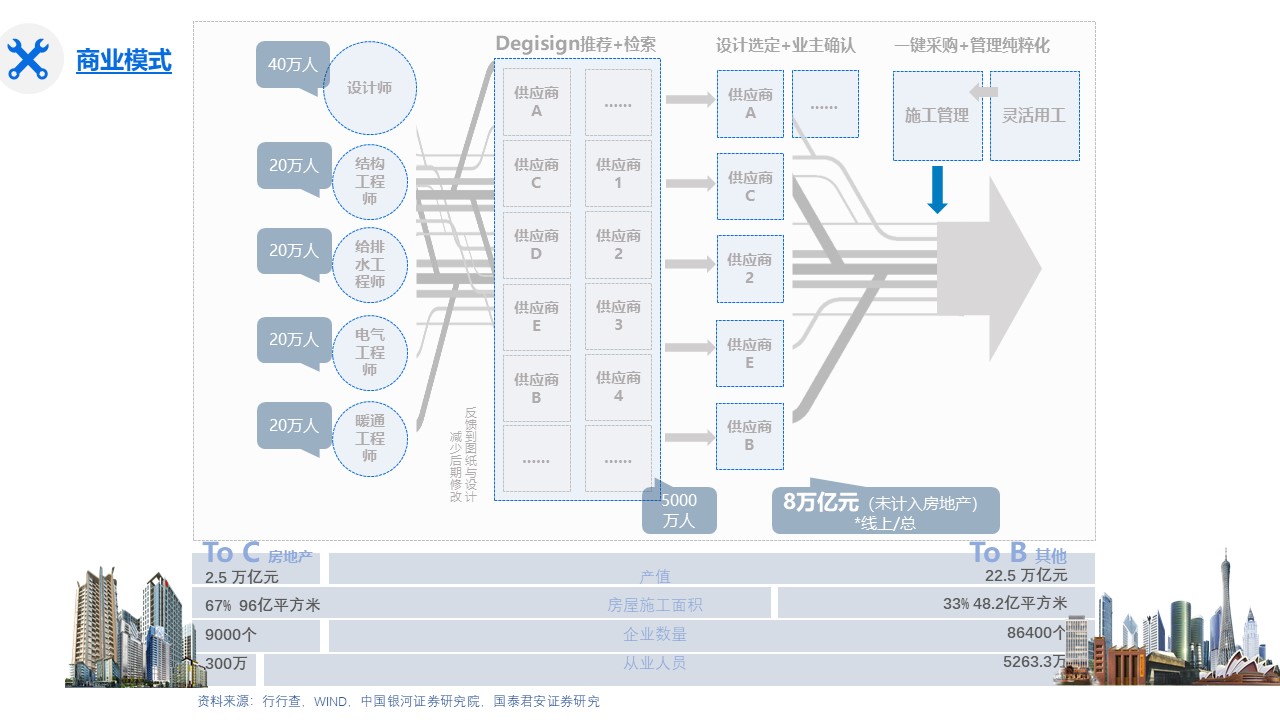 商业模式
40万人
设计师
20万人
结构
工程
师
20万人
给排
水工
程师
20万人
电气
工程
师
20万人
暖通
工程
师
反馈到图纸与设计
减少后期修改
Degisign推荐+检索
供应商
A
……
供应商
C
供应商
1
供应商
D
供应商
2
供应商
E
供应商
3
供应商
B
供应商
4
……
……
5000
万人
设计选定+业主确认
供应商
A
……
供应商
C
供应商
2
供应商
E
供应商
B
一键采购+管理纯粹化
施工管理
灵活用工
8万亿元（未计入房地产）
*线上/总
To C 房地产
To B 其他
2.5 万亿元 产值 22.5 万亿元
67% 96亿平方米 房屋施工面积 33% 48.2亿平方米
9000个 企业数量 86400个
300万 从业人员 5263.3万
资料来源：行行查，WIND，中国银河证券研究院，国泰君安证券研究